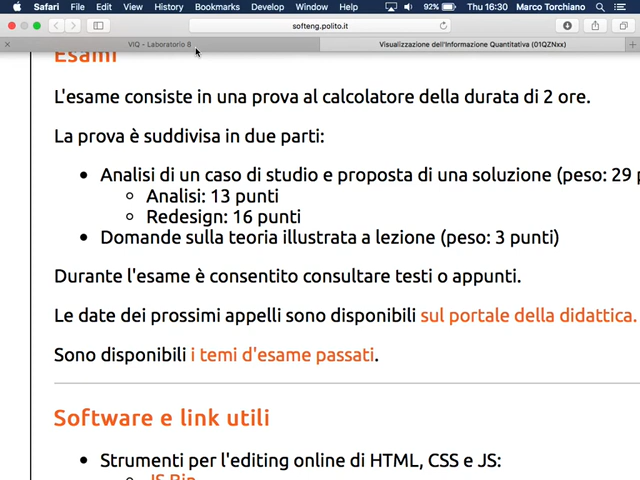 Safari File Edit View History Bookmarks Develop Window Help 92% Thu 16:30 Marco Torchiano
softeng.polito.it
VIQ - Laboratorio 8 Visualizzazione dell'Informazione Quantitativa (01QZNxx)
Esami
L'esame consiste in una prova al calcolatore della durata di 2 ore.
La prova è suddivisa in due parti:
Analisi di un caso di studio e proposta di una soluzione (peso: 29 p
Analisi: 13 punti
Redesign: 16 punti
Domande sulla teoria illustrata a lezione (peso: 3 punti)
Durante l'esame è consentito consultare testi o appunti.
Le date dei prossimi appelli sono disponibili sul portale della didattica.
Sono disponibili i temi d'esame passati.
Software e link utili
Strumenti per l'editing online di HTML, CSS e JS:
JS Bin